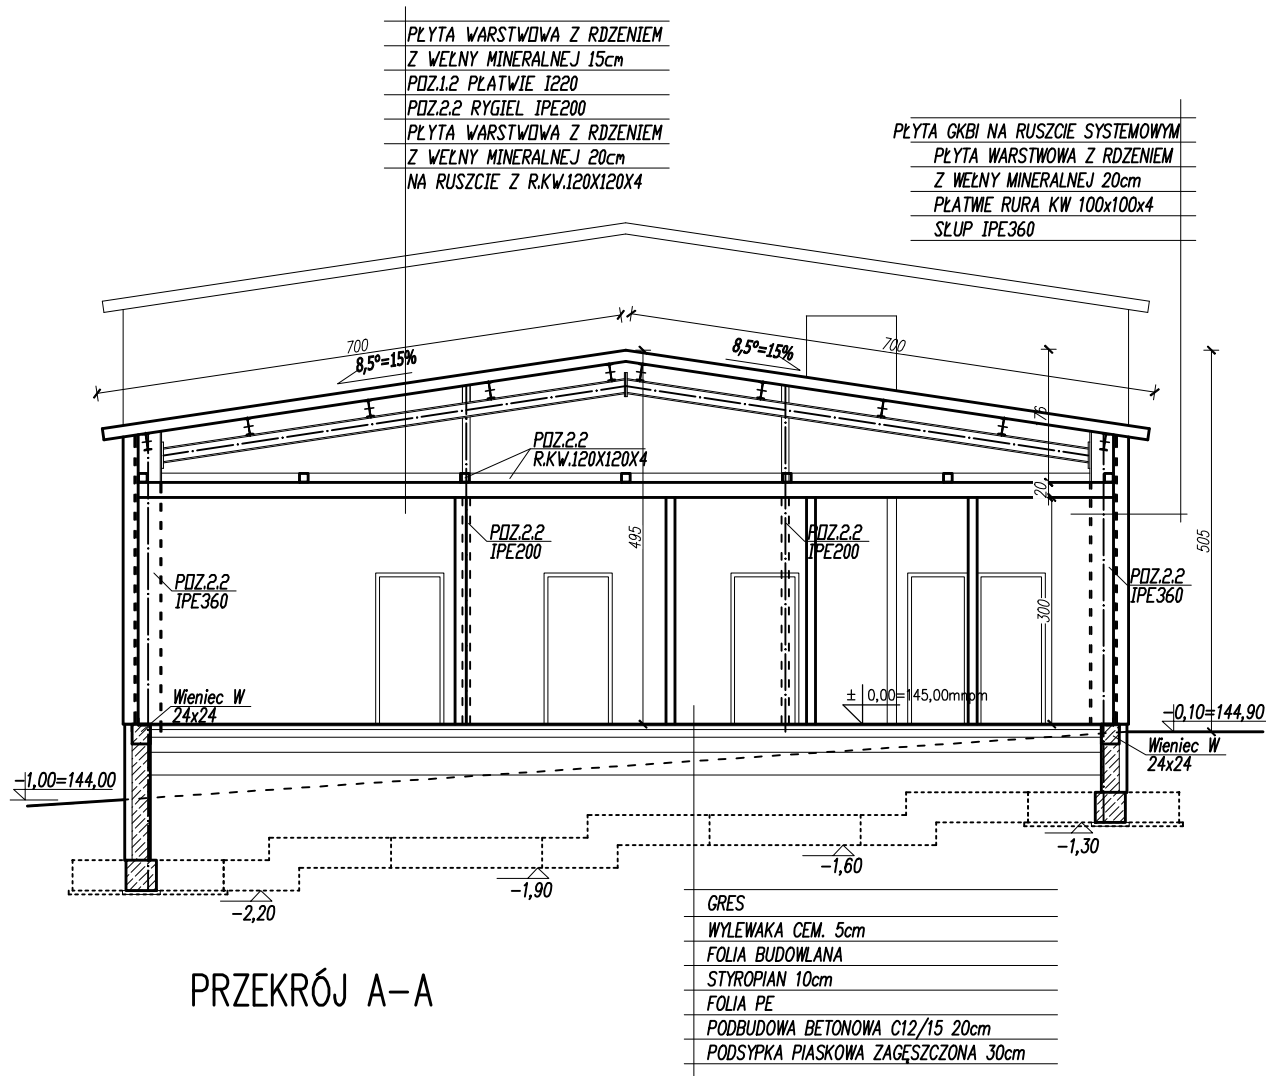 PŁYTA WARSTWOWA Z RDZENIEM
Z WEŁNY MINERALNEJ 15cm
POZ.1.2 PŁATWIE I220
POZ.2.2 RYGIEL IPE200
PŁYTA WARSTWOWA Z RDZENIEM
Z WEŁNY MINERALNEJ 20cm
NA RUSZCIE Z R.KW.120X120X4
PŁYTA GKBI NA RUSZCIE SYSTEMOWYM
PŁYTA WARSTWOWA Z RDZENIEM
Z WEŁNY MINERALNEJ 20cm
PŁATWIE RURA KW 100x100x4
SŁUP IPE360
700
8,5°=15%
8,5°=15%
700
76
POZ.2.2
R.KW.120X120X4
20
495
505
POZ.2.2
IPE200
POZ.2.2
IPE200
POZ.2.2
IPE360
POZ.2.2
IPE360
300
Wieniec W
24x24
± 0,00=145,00mnpm
-0,10=144,90
Wieniec W
24x24
-1,00=144,00
-1,30
-1,60
-1,90
-2,20
GRES
WYLEWAKA CEM. 5cm
FOLIA BUDOWLANA
STYROPIAN 10cm
FOLIA PE
PODBUDOWA BETONOWA C12/15 20cm
PODSYPKA PIASKOWA ZAGĘSZCZONA 30cm
PRZEKRÓJ A-A